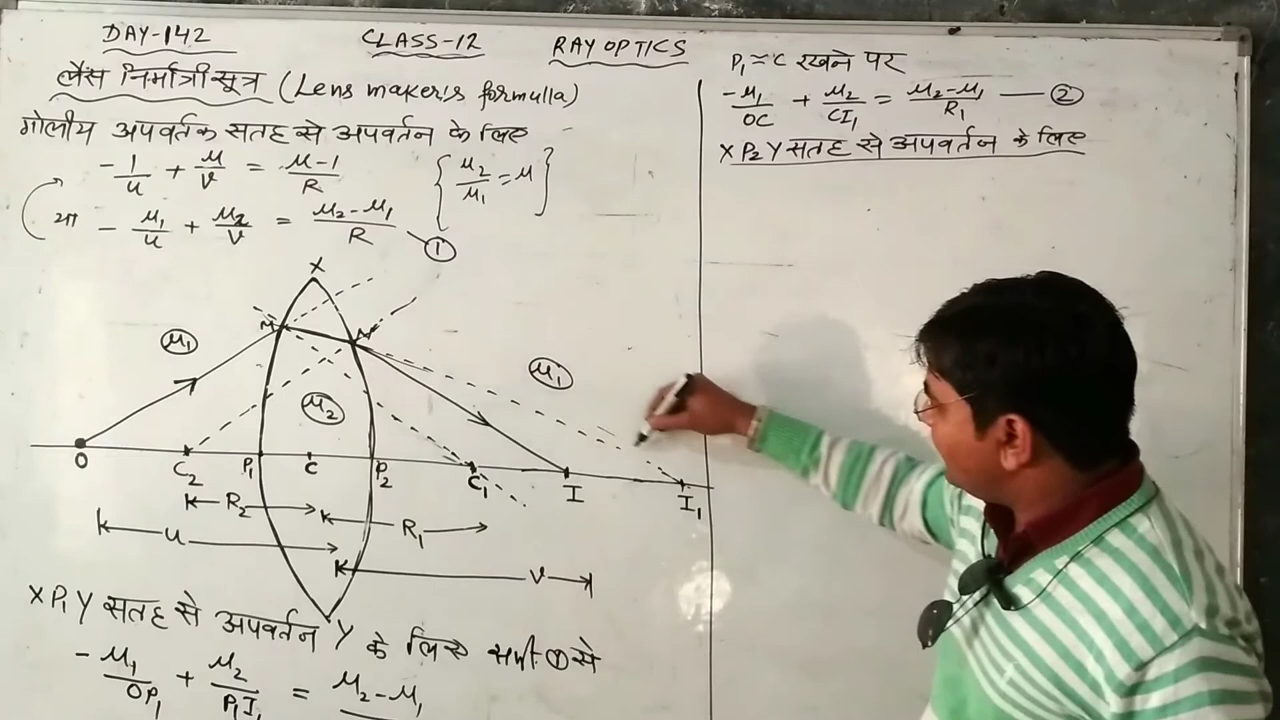 DAY-142
CLASS-12
RAY OPTICS
लैंस निर्मात्री सूत्र (Lens maker's formulla)
गोलीय अपवर्तक सतह से अपवर्तन के लिए
-1/u + μ/v = μ-1/R {μ2/μ1 = μ}
या - μ1/u + μ2/v = μ2-μ1/R ①
X
M
N
μ1
μ2
μ1
O
C2
P1
C
P2
C1
I
I1
R2
R1
u
v
Y
XP1Y सतह से अपवर्तन के लिए समी० ① से
-μ1/OP1 + μ2/P1I1 = μ2-μ1
P1≈C रखने पर
-μ1/OC + μ2/CI1 = μ2-μ1/R1 — ②
XP2Y सतह से अपवर्तन के लिए